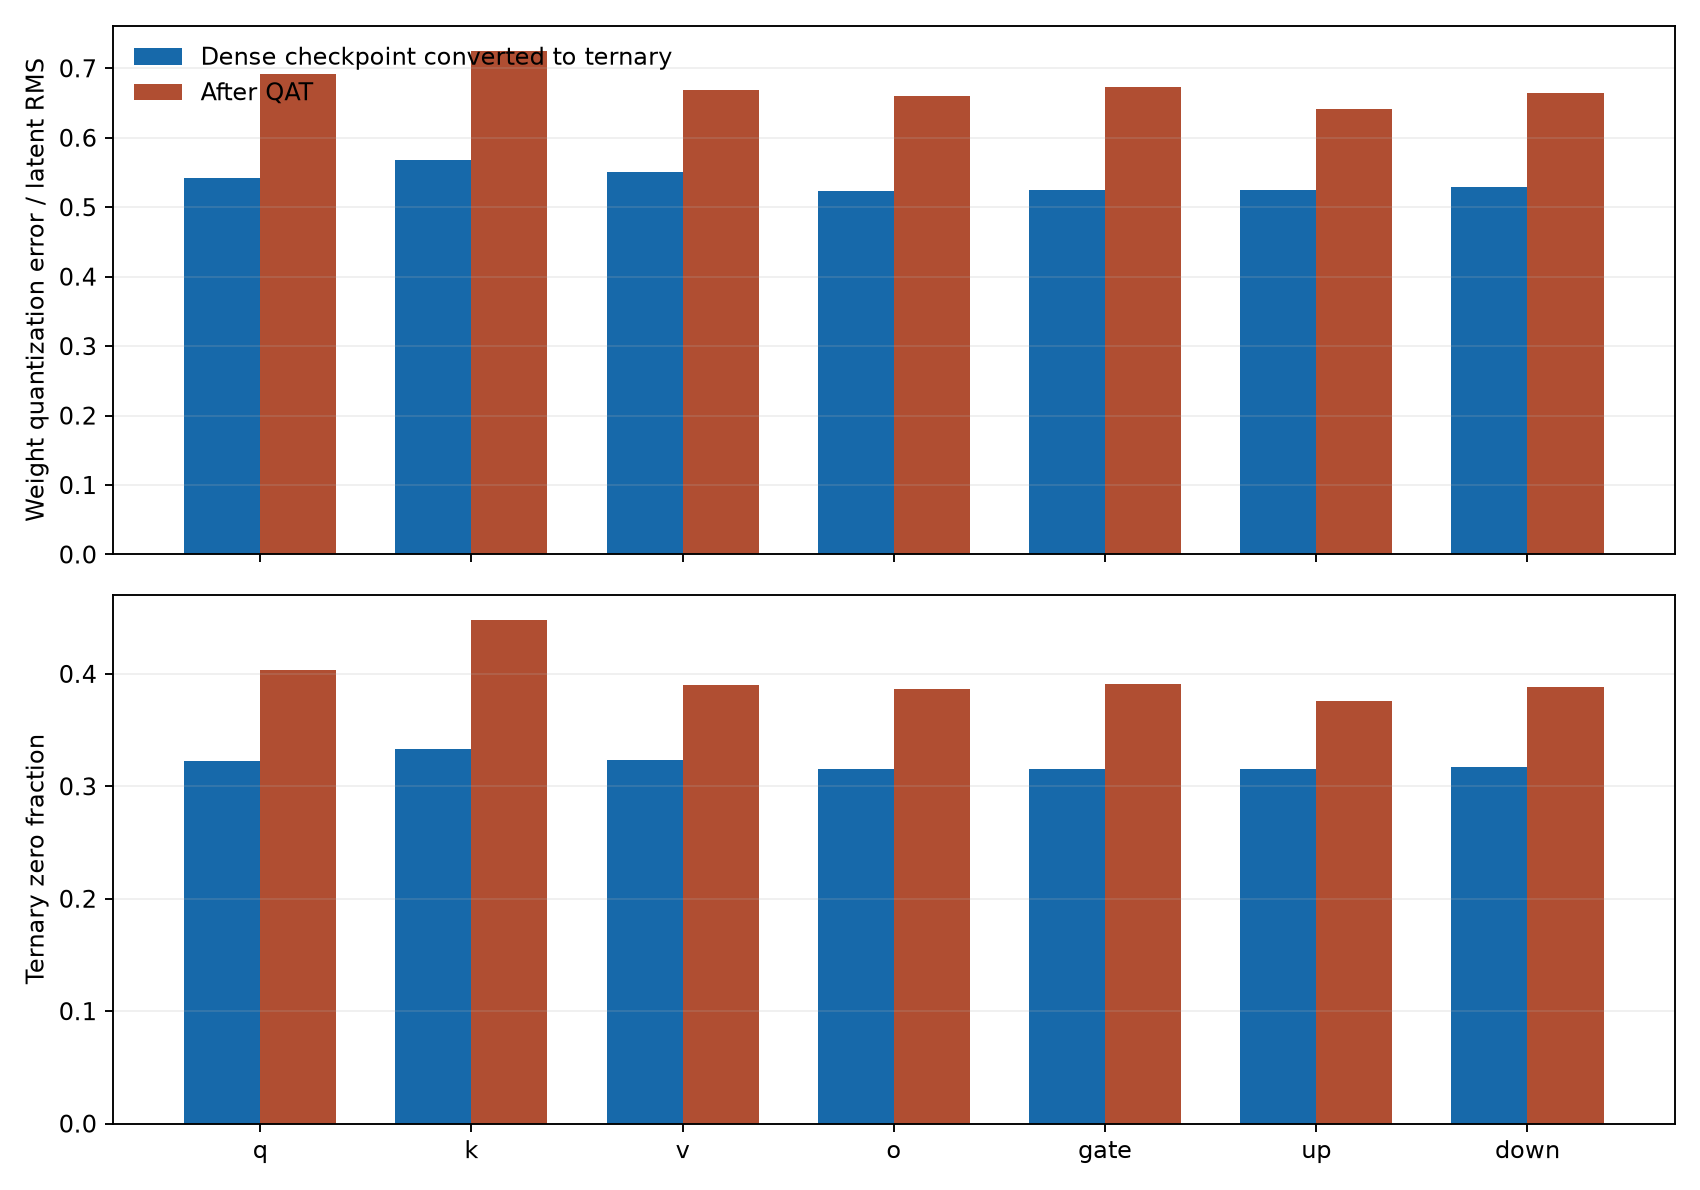 Weight quantization error / latent RMS
0.7
0.6
0.5
0.4
0.3
0.2
0.1
0.0
Dense checkpoint converted to ternary
After QAT
Ternary zero fraction
0.4
0.3
0.2
0.1
0.0
q k v o gate up down